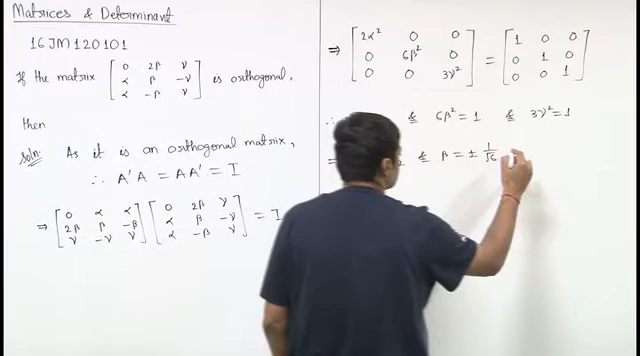 Matrices & Determinant
16JM120101
If the matrix [ 0 2β ν ; α β -ν ; α -β ν ] is orthogonal,
then
Soln: As it is an orthogonal matrix,
∴ A'A = AA' = I
⇒ [ 0 α α ; 2β β -β ; ν -ν ν ] [ 0 2β ν ; α β -ν ; α -β ν ] = I
⇒ [ 2α² 0 0 ; 0 6β² 0 ; 0 0 3ν² ] = [ 1 0 0 ; 0 1 0 ; 0 0 1 ]
∴ & 6β² = 1 & 3ν² = 1
& β = ± 1/√6